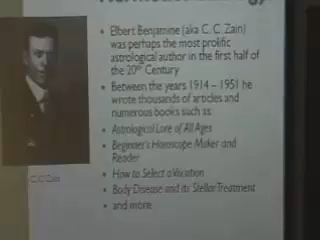 • Elbert Benjamine (aka C. C. Zain)
was perhaps the most prolific
astrological author in the first half of
the 20th Century
• Between the years 1914 – 1951 he
wrote thousands of articles and
numerous books such as:
• Astrological Lore of All Ages
• Beginner's Horoscope Maker and
Reader
• How to Select a Vocation
• Body Disease and its Stellar Treatment
• and more
C.C. Zain